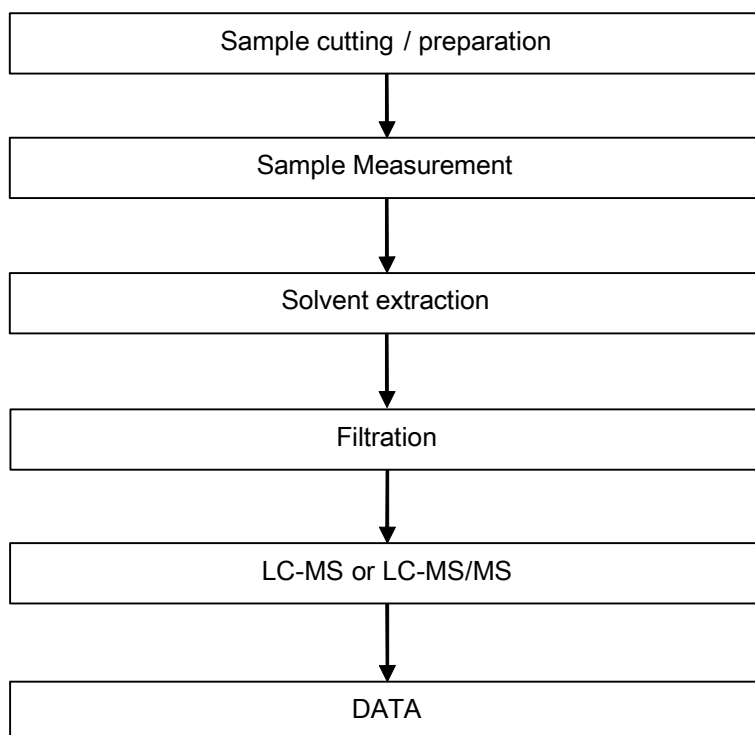 Sample cutting / preparation
Sample Measurement
Solvent extraction
Filtration
LC-MS or LC-MS/MS
DATA